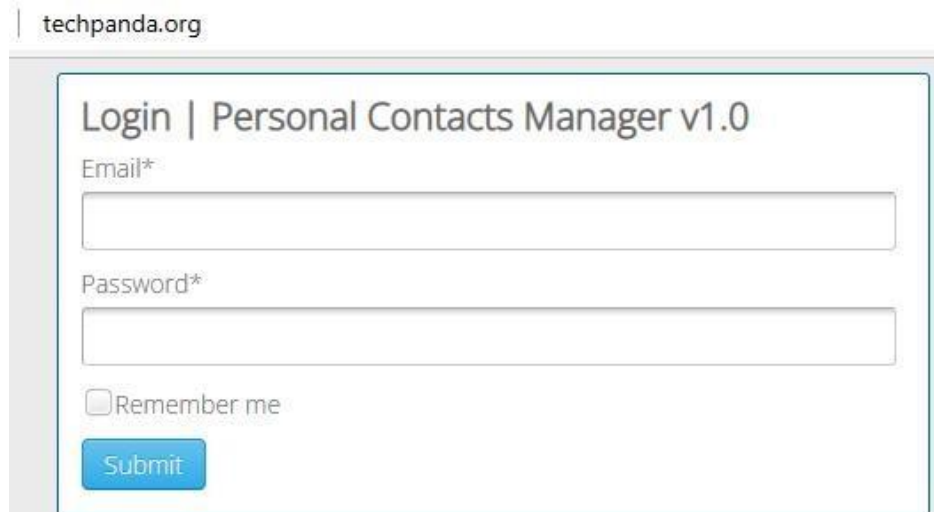 techpanda.org
Login | Personal Contacts Manager v1.0
Email*
Password*
Remember me
Submit